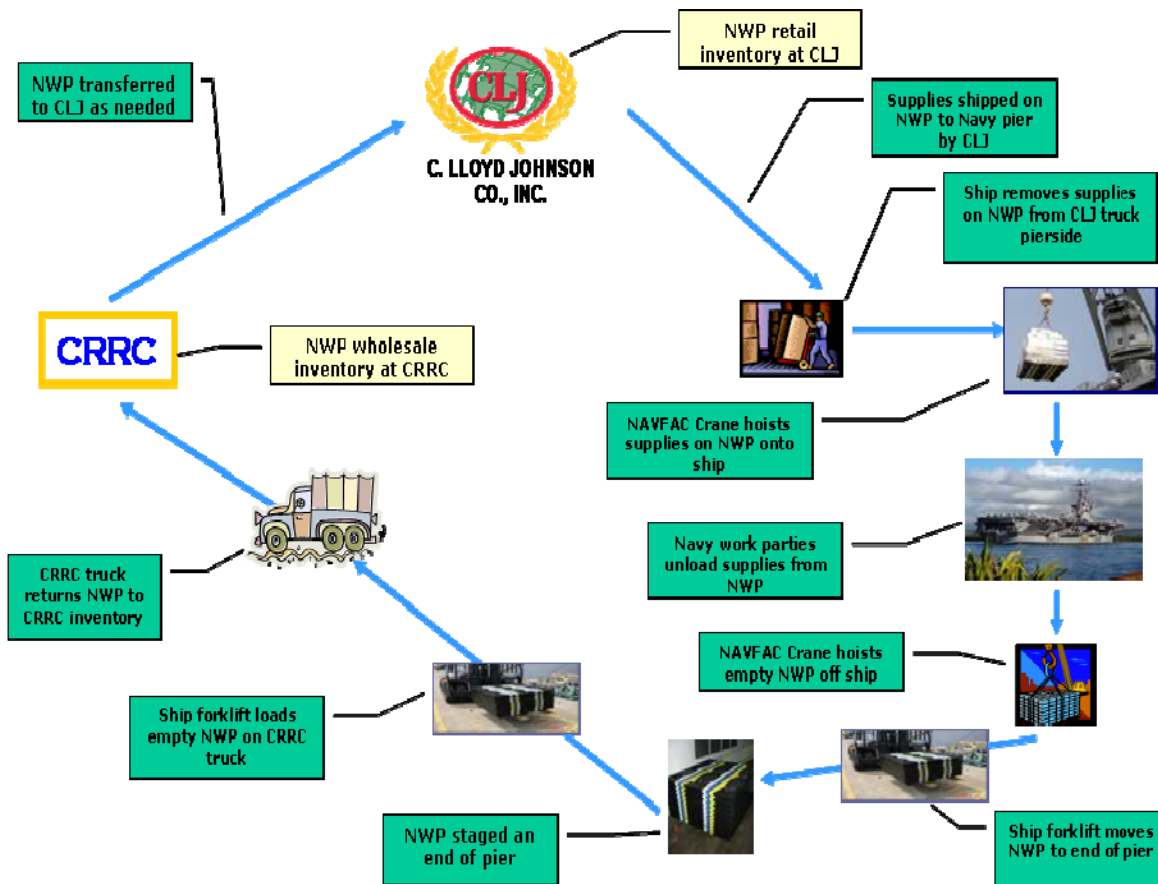 NWP retail
inventory at CLJ
NWP transferred
to CLJ as needed
CLJ
C. LLOYD JOHNSON
CO., INC.
Supplies shipped on
NWP to Navy pier
by CLJ
Ship removes supplies
on NWP from CLJ truck
pierside
CRRC
NWP wholesale
inventory at CRRC
NAVFAC Crane hoists
supplies on NWP onto
ship
Navy work parties
unload supplies from
NWP
CRRC truck
returns NWP to
CRRC inventory
NAVFAC Crane hoists
empty NWP off ship
Ship forklift loads
empty NWP on CRRC
truck
NWP staged an
end of pier
Ship forklift moves
NWP to end of pier